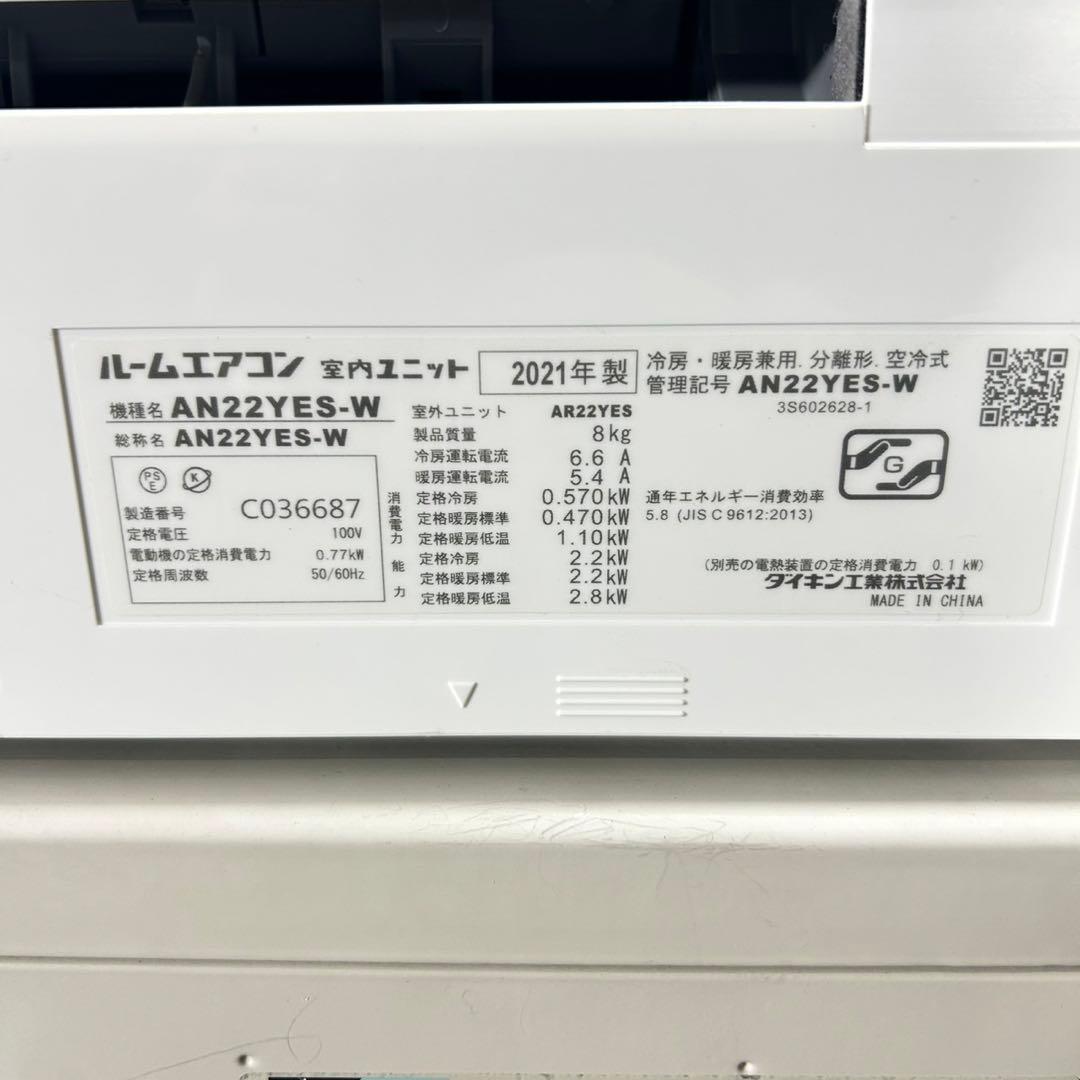 ルームエアコン 室内ユニット 2021年 製
機種名 AN22YES-W
総称名 AN22YES-W
PS E K
製造番号 C036687
定格電圧 100V
電動機の定格消費電力 0.77kW
定格周波数 50/60Hz
室外ユニット AR22YES
製品質量 8kg
冷房運転電流 6.6 A
暖房運転電流 5.4 A
消費電力 定格冷房 0.570kW
定格暖房標準 0.470kW
定格暖房低温 1.10kW
能力 定格冷房 2.2kW
定格暖房標準 2.2kW
定格暖房低温 2.8kW
冷房・暖房兼用. 分離形. 空冷式
管理記号 AN22YES-W
3S602628-1
G
通年エネルギー消費効率
5.8 (JIS C 9612:2013)
(別売の電熱装置の定格消費電力 0.1 kW)
ダイキン工業株式会社
MADE IN CHINA